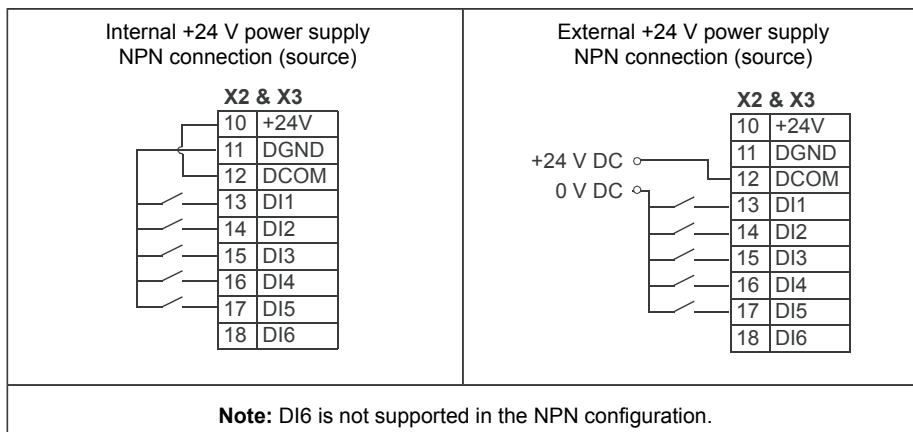 Internal +24 V power supply
NPN connection (source)
X2 & X3
10 +24V
11 DGND
12 DCOM
13 DI1
14 DI2
15 DI3
16 DI4
17 DI5
18 DI6
External +24 V power supply
NPN connection (source)
X2 & X3
10 +24V
11 DGND
+24 V DC
12 DCOM
0 V DC
13 DI1
14 DI2
15 DI3
16 DI4
17 DI5
18 DI6
Note: DI6 is not supported in the NPN configuration.